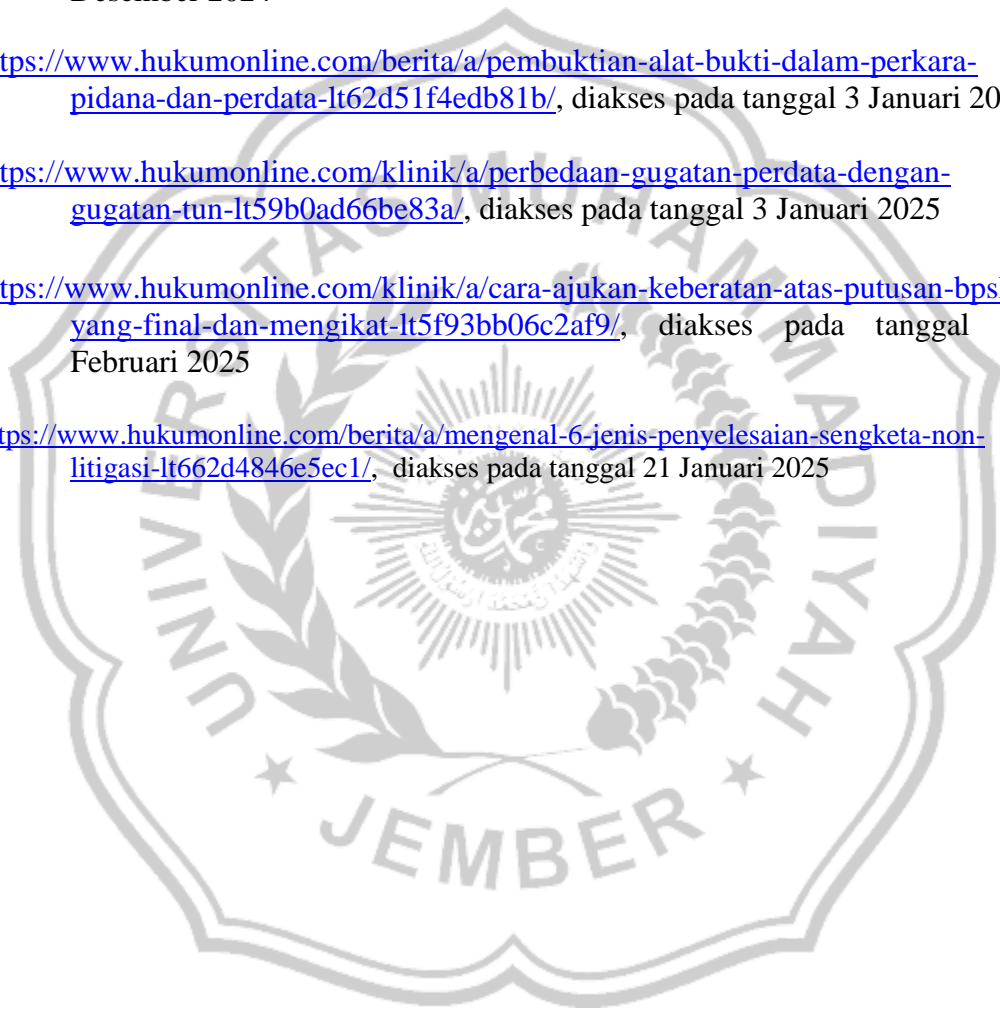 tps://www.hukumonline.com/berita/a/pembuktian-alat-bukti-dalam-perkara-
pidana-dan-perdata-lt62d51f4edb81b/, diakses pada tanggal 3 Januari 20
tps://www.hukumonline.com/klinik/a/perbedaan-gugatan-perdata-dengan-
gugatan-tun-lt59b0ad66be83a/, diakses pada tanggal 3 Januari 2025
tps://www.hukumonline.com/klinik/a/cara-ajukan-keberatan-atas-putusan-bps
yang-final-dan-mengikat-lt5f93bb06c2af9/, diakses pada tanggal
Februari 2025
tps://www.hukumonline.com/berita/a/mengenal-6-jenis-penyelesaian-sengketa-non-
litigasi-lt662d4846e5ec1/, diakses pada tanggal 21 Januari 2025
UNIVERSITAS MUHAMMADIYAH
JEMBER